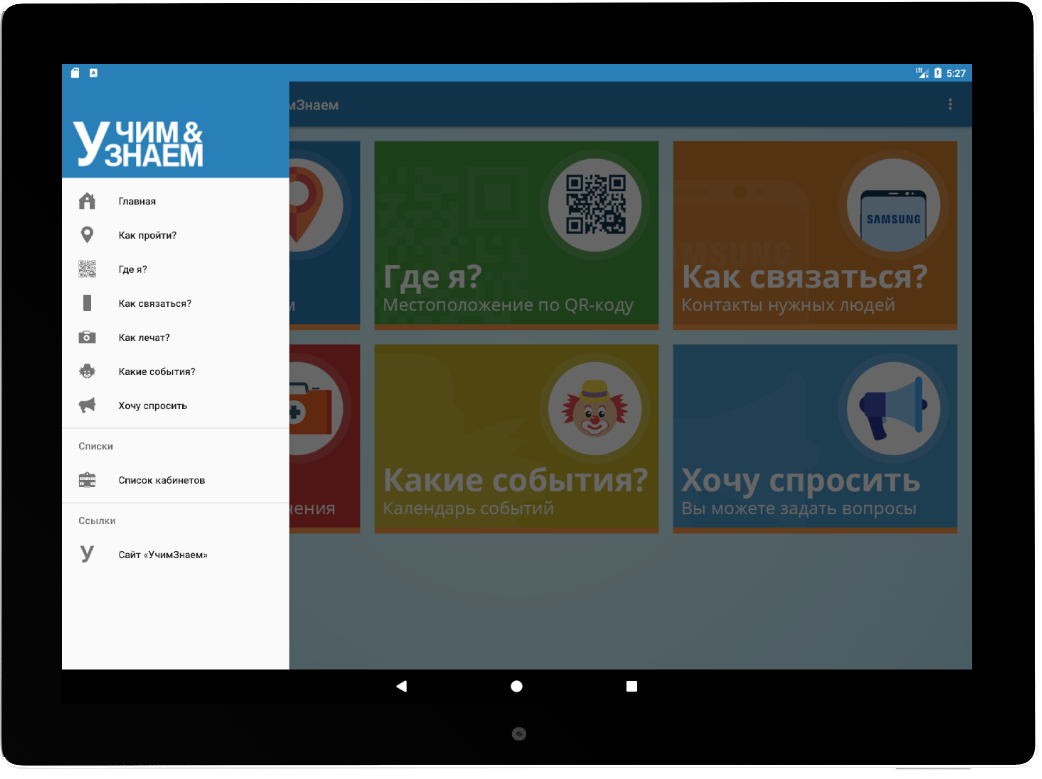 5:27
УЧИМ&
ЗНАЕМ
Главная
Как пройти?
Где я?
Как связаться?
Как лечат?
Какие события?
Хочу спросить
Списки
Список кабинетов
Ссылки
Сайт «УчимЗнаем»
мЗнаем
Где я?
Местоположение по QR-коду
SAMSUNG
Как связаться?
Контакты нужных людей
Какие события?
Календарь событий
Хочу спросить
Вы можете задать вопросы